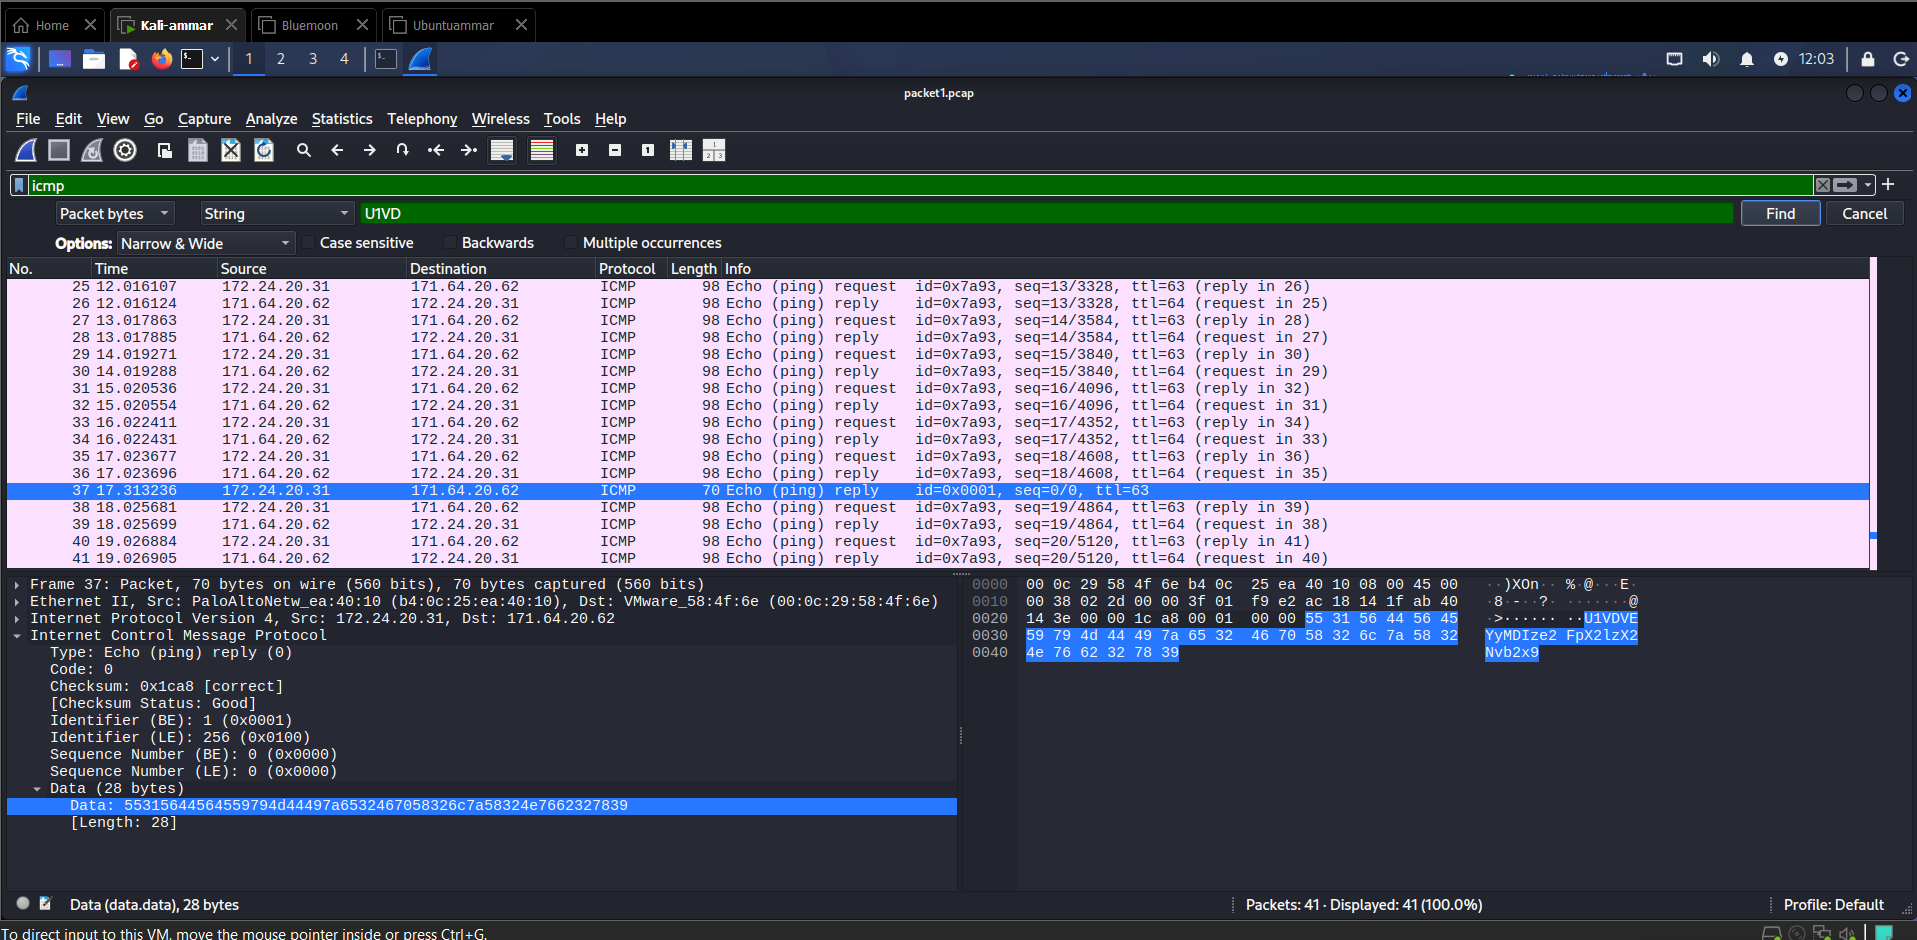 Home
Kali-ammar
Bluemoon
Ubuntuammar
1 2 3 4
12:03
packet1.pcap
File Edit View Go Capture Analyze Statistics Telephony Wireless Tools Help
icmp
Packet bytes String U1VD Find Cancel
Options: Narrow & Wide Case sensitive Backwards Multiple occurrences
No. Time Source Destination Protocol Length Info
25 12.016107 172.24.20.31 171.64.20.62 ICMP 98 Echo (ping) request id=0x7a93, seq=13/3328, ttl=63 (reply in 26)
26 12.016124 171.64.20.62 172.24.20.31 ICMP 98 Echo (ping) reply id=0x7a93, seq=13/3328, ttl=64 (request in 25)
27 13.017863 172.24.20.31 171.64.20.62 ICMP 98 Echo (ping) request id=0x7a93, seq=14/3584, ttl=63 (reply in 28)
28 13.017885 171.64.20.62 172.24.20.31 ICMP 98 Echo (ping) reply id=0x7a93, seq=14/3584, ttl=64 (request in 27)
29 14.019271 172.24.20.31 171.64.20.62 ICMP 98 Echo (ping) request id=0x7a93, seq=15/3840, ttl=63 (reply in 30)
30 14.019288 171.64.20.62 172.24.20.31 ICMP 98 Echo (ping) reply id=0x7a93, seq=15/3840, ttl=64 (request in 29)
31 15.020536 172.24.20.31 171.64.20.62 ICMP 98 Echo (ping) request id=0x7a93, seq=16/4096, ttl=63 (reply in 32)
32 15.020554 171.64.20.62 172.24.20.31 ICMP 98 Echo (ping) reply id=0x7a93, seq=16/4096, ttl=64 (request in 31)
33 16.022411 172.24.20.31 171.64.20.62 ICMP 98 Echo (ping) request id=0x7a93, seq=17/4352, ttl=63 (reply in 34)
34 16.022431 171.64.20.62 172.24.20.31 ICMP 98 Echo (ping) reply id=0x7a93, seq=17/4352, ttl=64 (request in 33)
35 17.023677 172.24.20.31 171.64.20.62 ICMP 98 Echo (ping) request id=0x7a93, seq=18/4608, ttl=63 (reply in 36)
36 17.023696 171.64.20.62 172.24.20.31 ICMP 98 Echo (ping) reply id=0x7a93, seq=18/4608, ttl=64 (request in 35)
37 17.313236 172.24.20.31 171.64.20.62 ICMP 70 Echo (ping) reply id=0x0001, seq=0/0, ttl=63
38 18.025681 172.24.20.31 171.64.20.62 ICMP 98 Echo (ping) request id=0x7a93, seq=19/4864, ttl=63 (reply in 39)
39 18.025699 171.64.20.62 172.24.20.31 ICMP 98 Echo (ping) reply id=0x7a93, seq=19/4864, ttl=64 (request in 38)
40 19.026884 172.24.20.31 171.64.20.62 ICMP 98 Echo (ping) request id=0x7a93, seq=20/5120, ttl=63 (reply in 41)
41 19.026905 171.64.20.62 172.24.20.31 ICMP 98 Echo (ping) reply id=0x7a93, seq=20/5120, ttl=64 (request in 40)
Frame 37: Packet, 70 bytes on wire (560 bits), 70 bytes captured (560 bits)
Ethernet II, Src: PaloAltoNetw_ea:40:10 (b4:0c:25:ea:40:10), Dst: VMware_58:4f:6e (00:0c:29:58:4f:6e)
Internet Protocol Version 4, Src: 172.24.20.31, Dst: 171.64.20.62
Internet Control Message Protocol
Type: Echo (ping) reply (0)
Code: 0
Checksum: 0x1ca8 [correct]
[Checksum Status: Good]
Identifier (BE): 1 (0x0001)
Identifier (LE): 256 (0x0100)
Sequence Number (BE): 0 (0x0000)
Sequence Number (LE): 0 (0x0000)
Data (28 bytes)
Data: 55315644564559794d44497a6532467058326c7a58324e7662327839
[Length: 28]
0000 00 0c 29 58 4f 6e b4 0c 25 ea 40 10 08 00 45 00 ··)XOn·· %·@···E·
0010 00 38 02 2d 00 00 3f 01 f9 e2 ac 18 14 1f ab 40 ·8·-··?· ·······@
0020 14 3e 00 00 1c a8 00 01 00 00 55 31 56 44 56 45 ·>······ ··U1VDVE
0030 59 79 4d 44 49 7a 65 32 46 70 58 32 6c 7a 58 32 YyMDIze2 FpX2lzX2
0040 4e 76 62 32 78 39 Nvb2x9
Data (data.data), 28 bytes
Packets: 41 · Displayed: 41 (100.0%)
Profile: Default
To direct input to this VM, move the mouse pointer inside or press Ctrl+G.